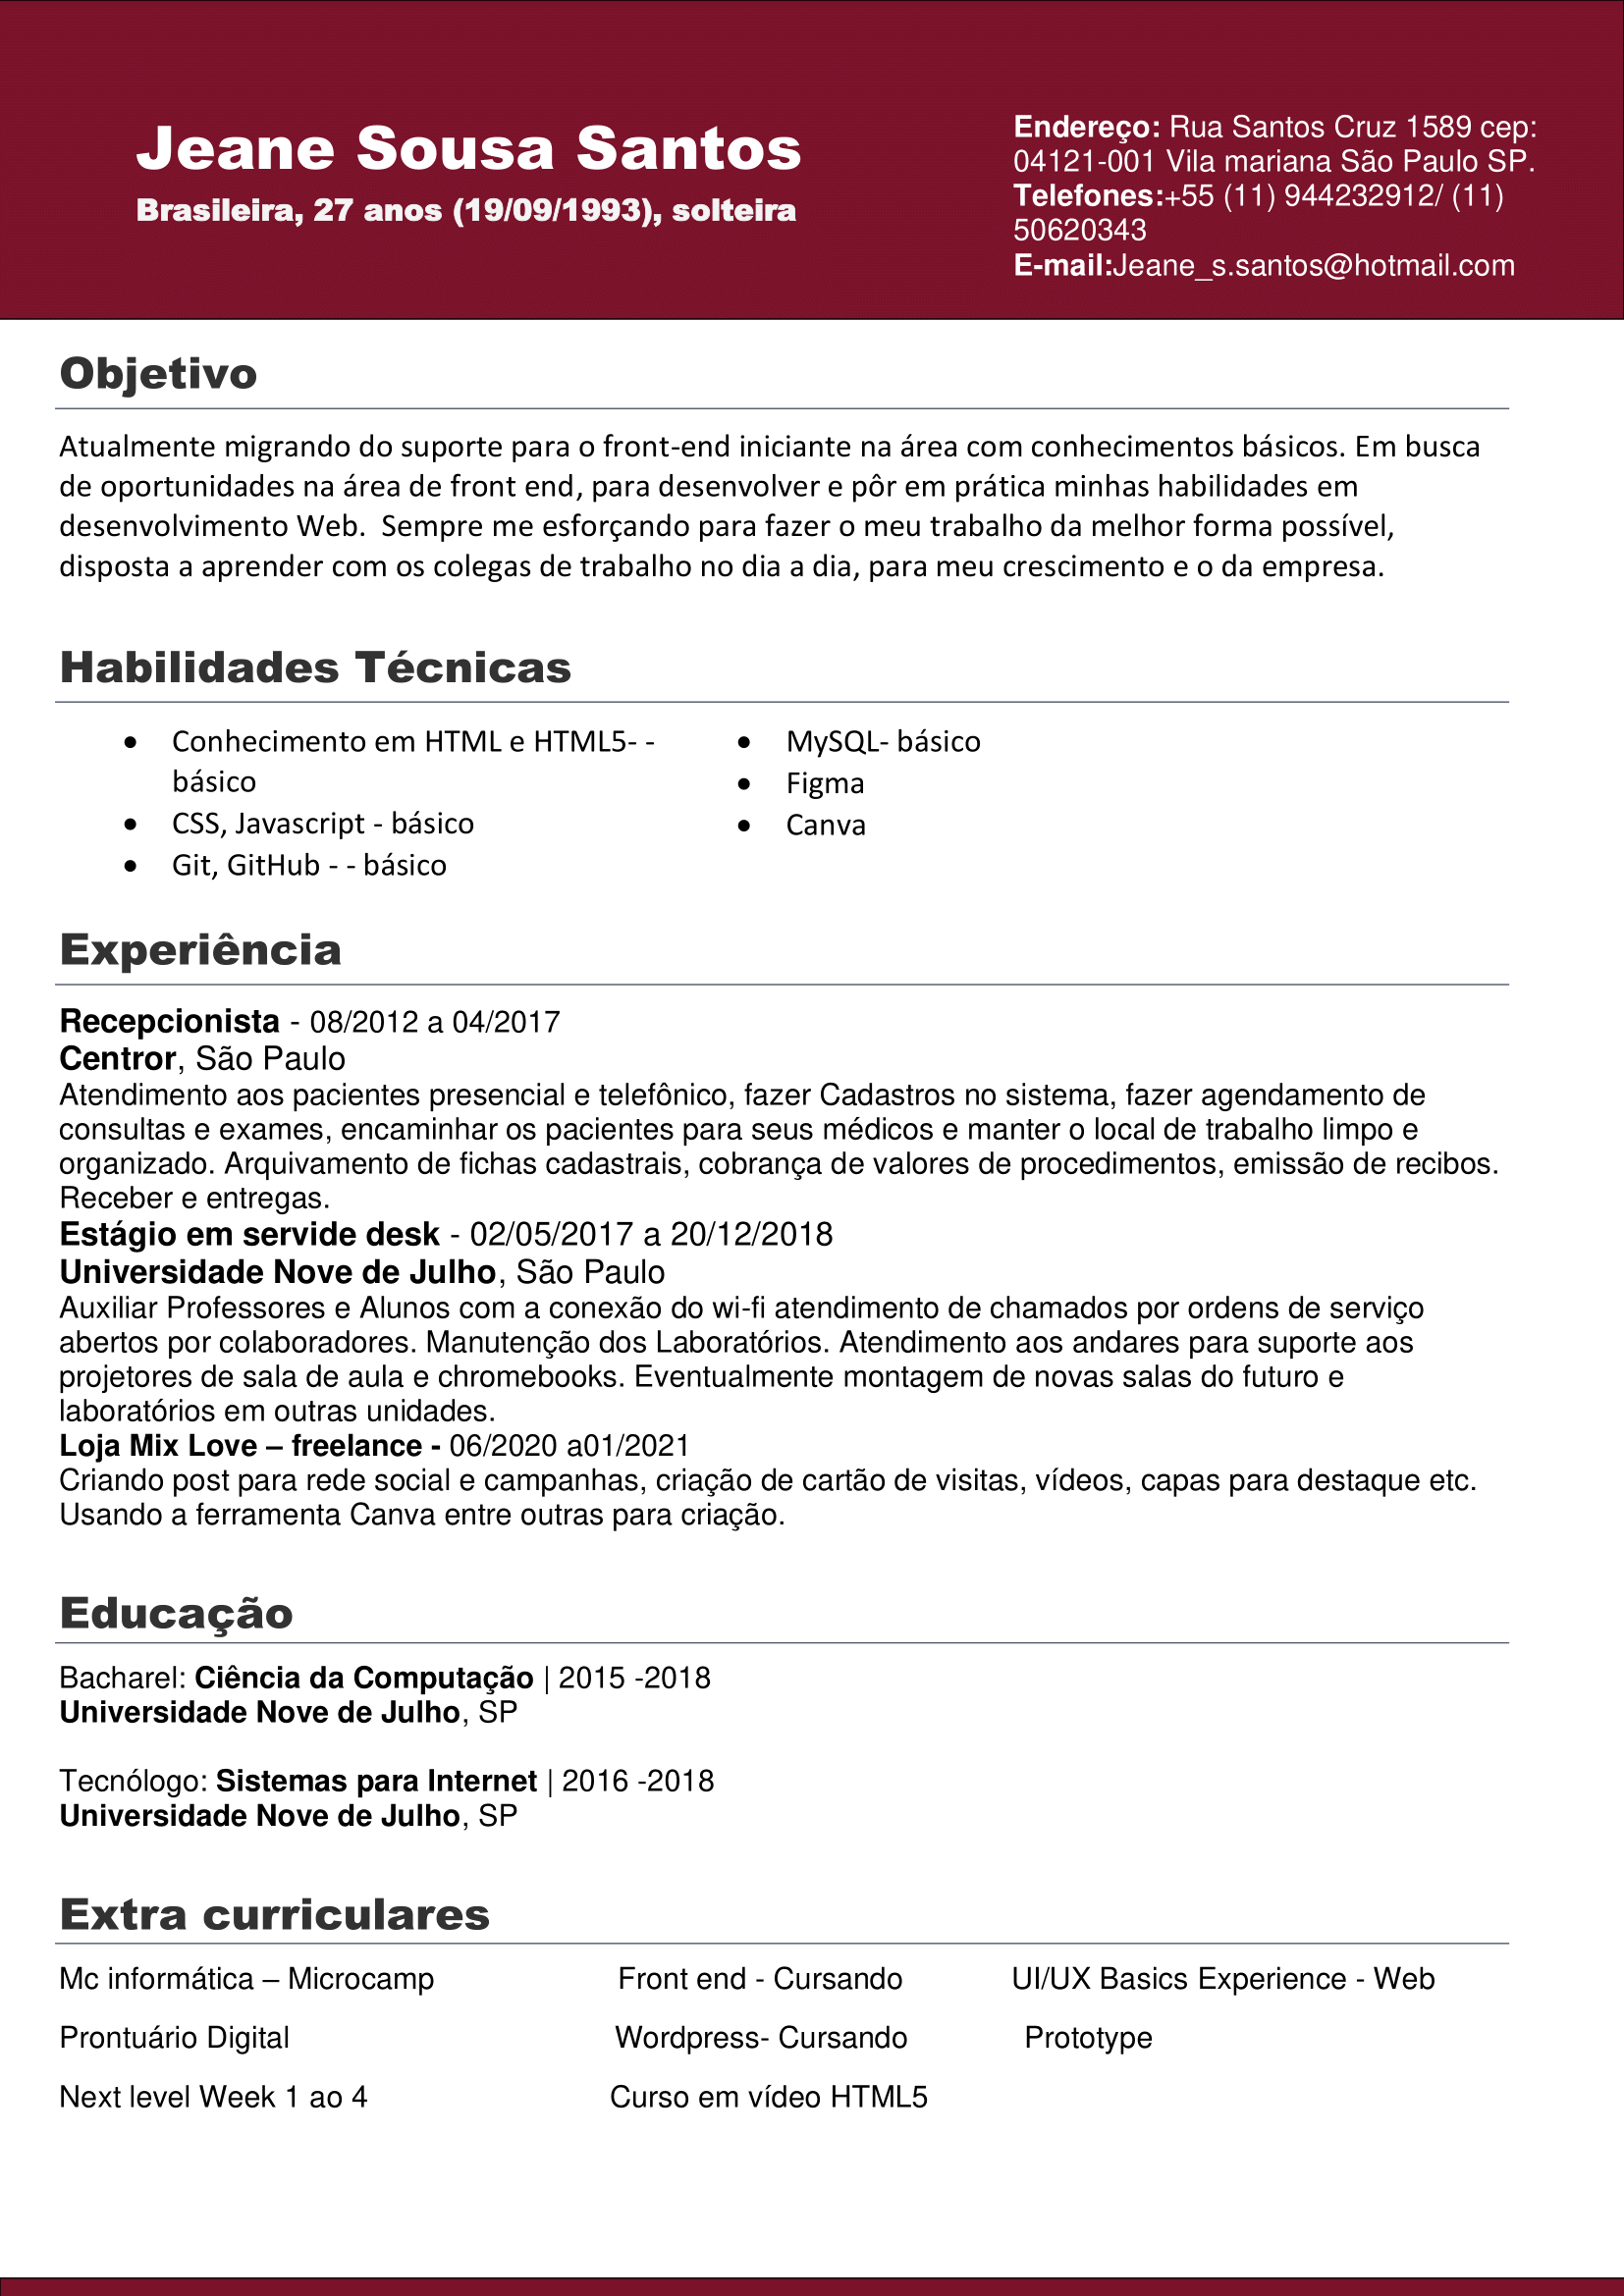 Jeane Sousa Santos
Brasileira, 27 anos (19/09/1993), solteira
Endereço: Rua Santos Cruz 1589 cep:
04121-001 Vila mariana São Paulo SP.
Telefones:+55 (11) 944232912/ (11)
50620343
E-mail:Jeane_s.santos@hotmail.com
Objetivo
Atualmente migrando do suporte para o front-end iniciante na área com conhecimentos básicos. Em busca
de oportunidades na área de front end, para desenvolver e pôr em prática minhas habilidades em
desenvolvimento Web.  Sempre me esforçando para fazer o meu trabalho da melhor forma possível,
disposta a aprender com os colegas de trabalho no dia a dia, para meu crescimento e o da empresa.
Habilidades Técnicas
• Conhecimento em HTML e HTML5- -
básico
• CSS, Javascript - básico
• Git, GitHub - - básico
• MySQL- básico
• Figma
• Canva
Experiência
Recepcionista - 08/2012 a 04/2017
Centror, São Paulo
Atendimento aos pacientes presencial e telefônico, fazer Cadastros no sistema, fazer agendamento de
consultas e exames, encaminhar os pacientes para seus médicos e manter o local de trabalho limpo e
organizado. Arquivamento de fichas cadastrais, cobrança de valores de procedimentos, emissão de recibos.
Receber e entregas.
Estágio em servide desk - 02/05/2017 a 20/12/2018
Universidade Nove de Julho, São Paulo
Auxiliar Professores e Alunos com a conexão do wi-fi atendimento de chamados por ordens de serviço
abertos por colaboradores. Manutenção dos Laboratórios. Atendimento aos andares para suporte aos
projetores de sala de aula e chromebooks. Eventualmente montagem de novas salas do futuro e
laboratórios em outras unidades.
Loja Mix Love – freelance - 06/2020 a01/2021
Criando post para rede social e campanhas, criação de cartão de visitas, vídeos, capas para destaque etc.
Usando a ferramenta Canva entre outras para criação.
Educação
Bacharel: Ciência da Computação | 2015 -2018
Universidade Nove de Julho, SP
Tecnólogo: Sistemas para Internet | 2016 -2018
Universidade Nove de Julho, SP
Extra curriculares
Mc informática – Microcamp Front end - Cursando UI/UX Basics Experience - Web
Prontuário Digital Wordpress- Cursando Prototype
Next level Week 1 ao 4 Curso em vídeo HTML5